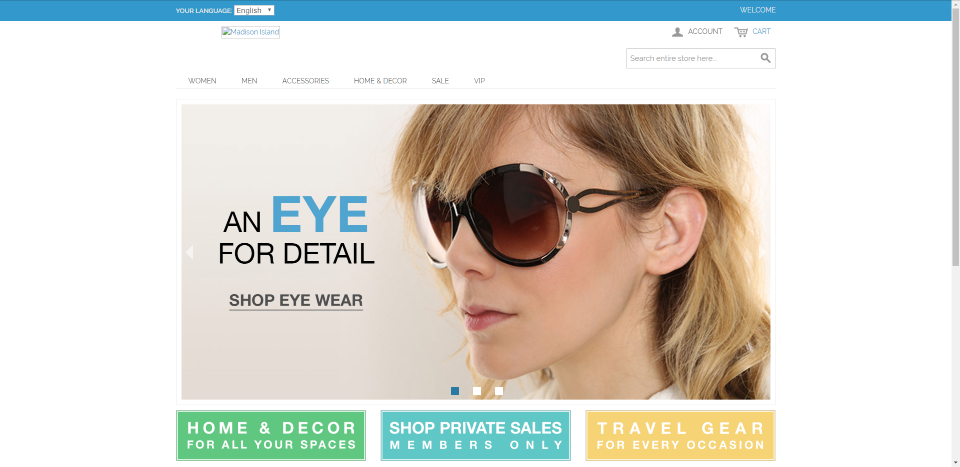 YOUR LANGUAGE: English
WELCOME
Madison Island
ACCOUNT
CART
Search entire store here...
WOMEN MEN ACCESSORIES HOME & DECOR SALE VIP
AN EYE
FOR DETAIL
SHOP EYE WEAR
HOME & DECOR
FOR ALL YOUR SPACES
SHOP PRIVATE SALES
MEMBERS ONLY
TRAVEL GEAR
FOR EVERY OCCASION